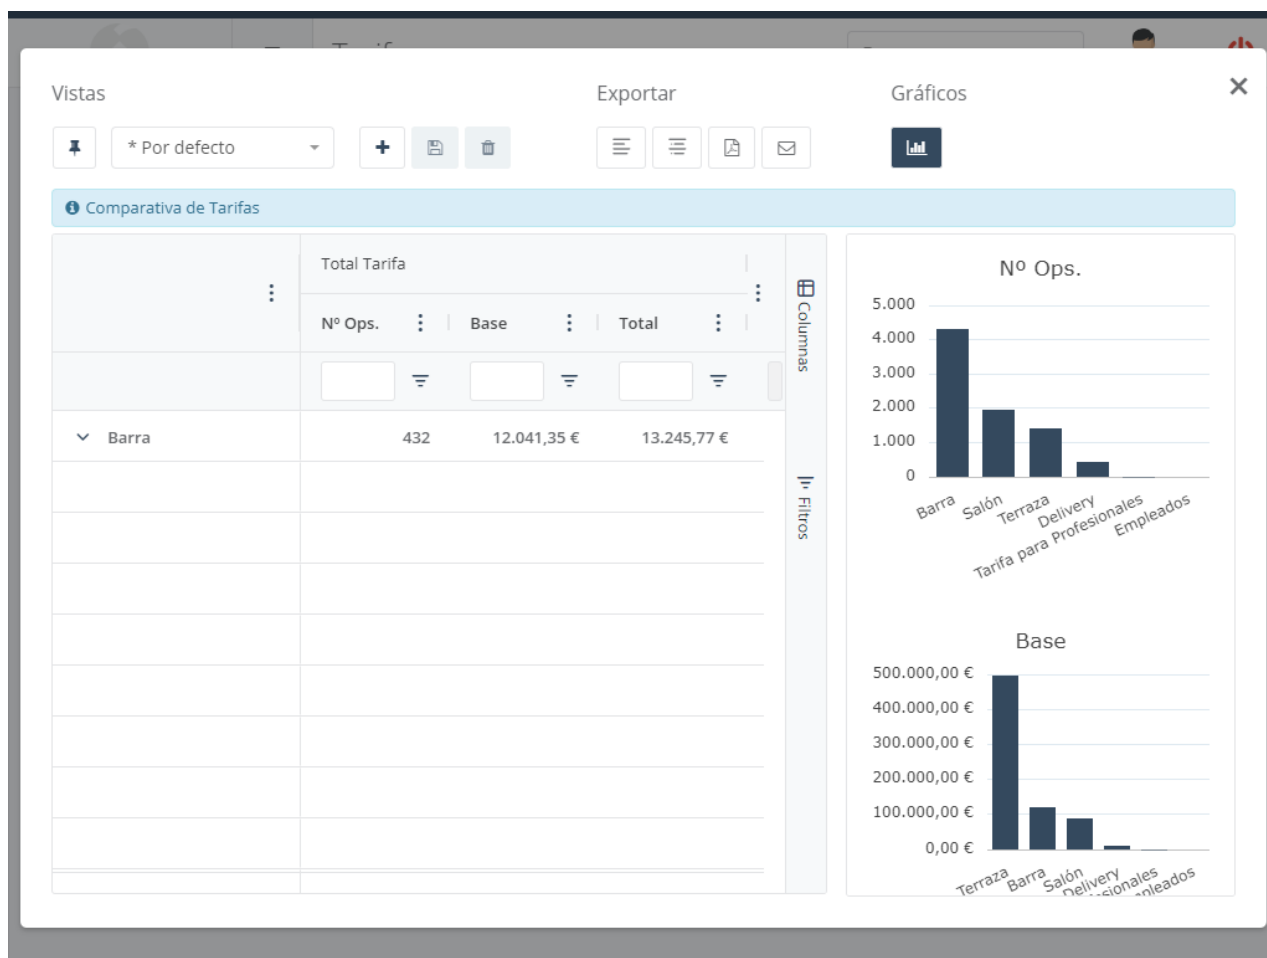 Vistas
Exportar
Gráficos
* Por defecto
Comparativa de Tarifas
Total Tarifa
Nº Ops.
Base
Total
Columnas
Filtros
Barra
432
12.041,35 €
13.245,77 €
Nº Ops.
5.000
4.000
3.000
2.000
1.000
0
Barra
Salón
Terraza
Delivery
Tarifa para Profesionales
Empleados
Base
500.000,00 €
400.000,00 €
300.000,00 €
200.000,00 €
100.000,00 €
0,00 €
Terraza
Barra
Salón
Delivery